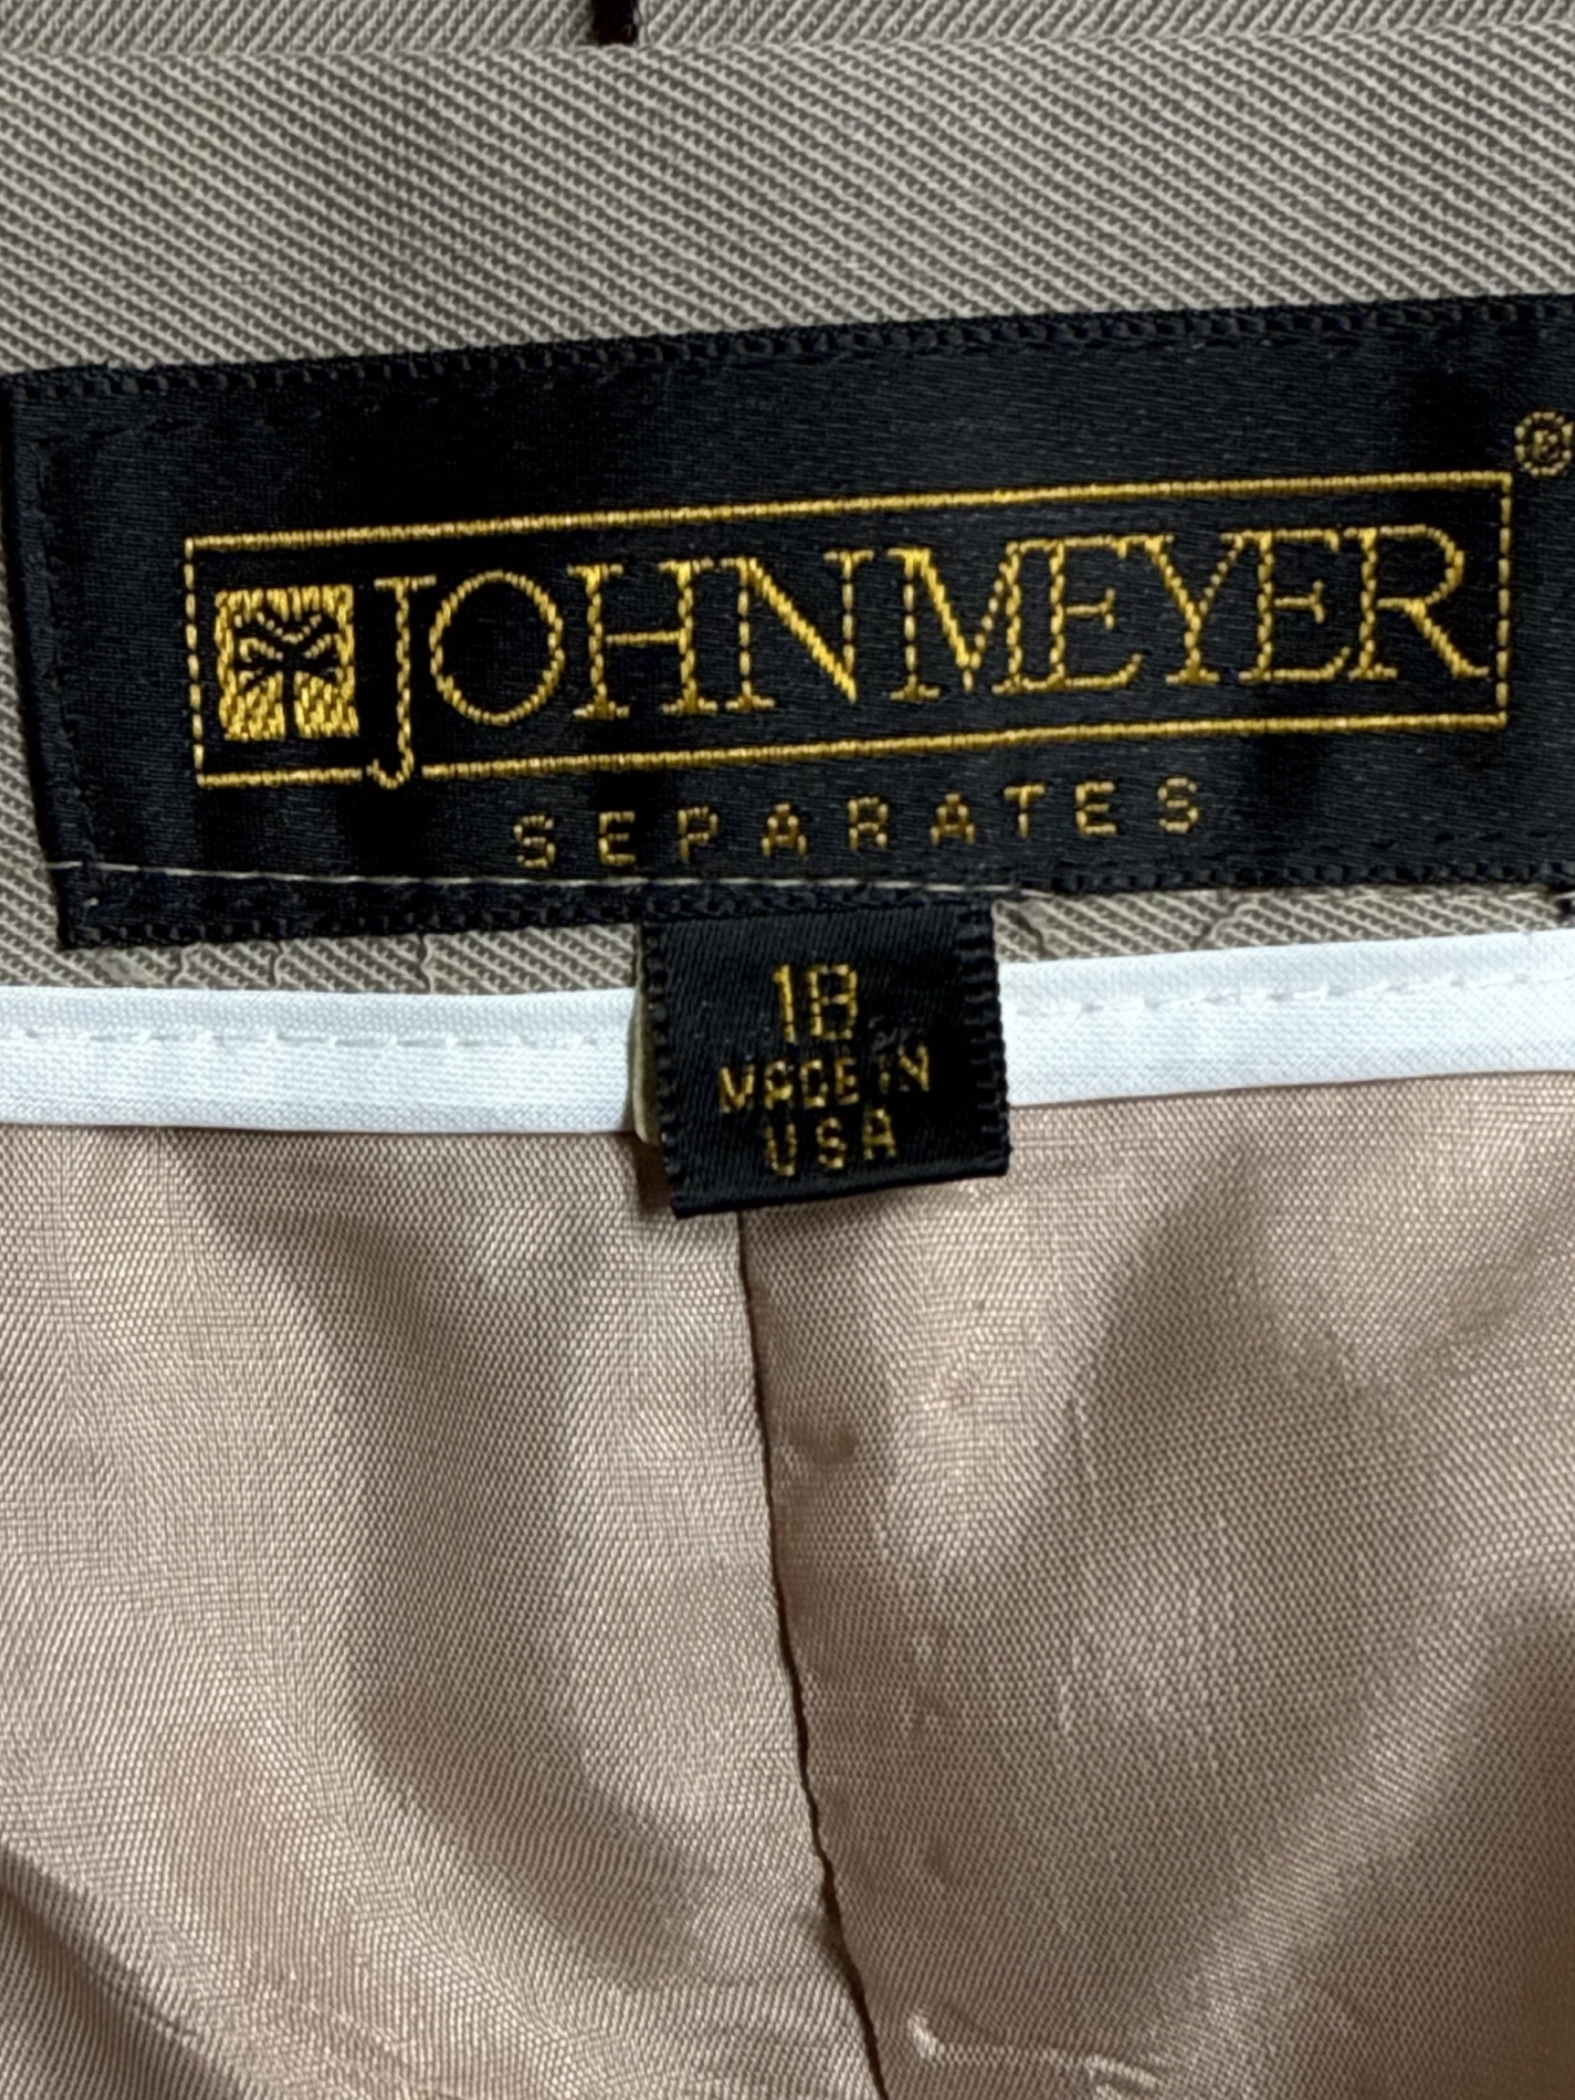 JOHN MEYER®
SEPARATES
18
MADE IN
USA